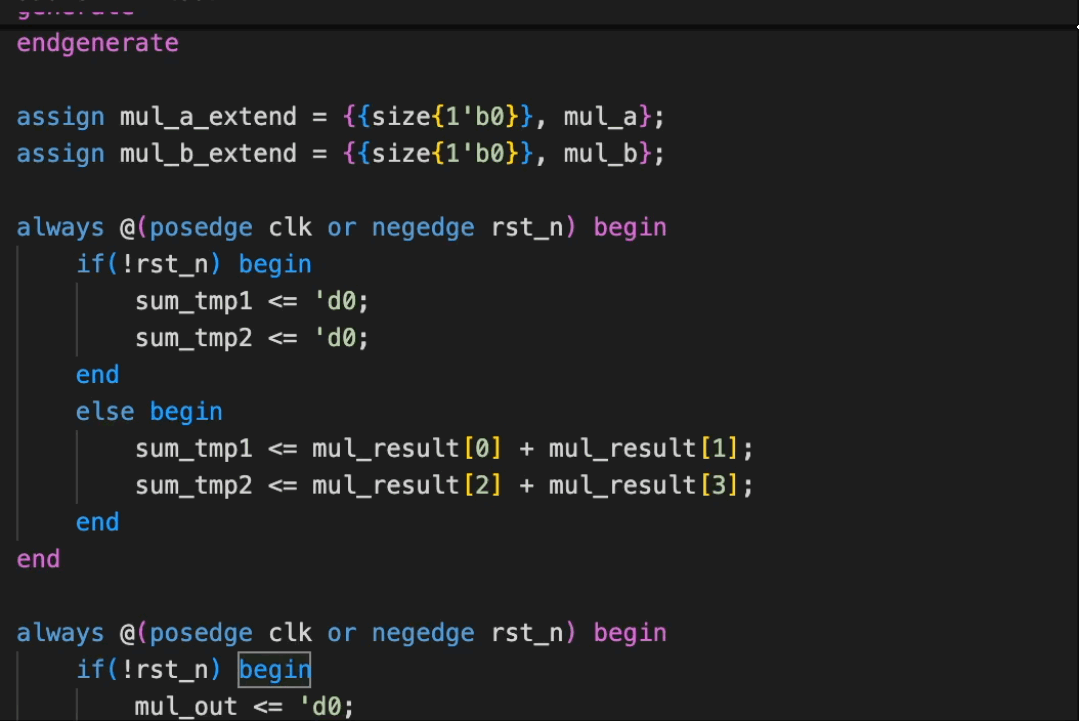 endgenerate
assign mul_a_extend = {{size{1'b0}}, mul_a};
assign mul_b_extend = {{size{1'b0}}, mul_b};
always @(posedge clk or negedge rst_n) begin
if(!rst_n) begin
sum_tmp1 <= 'd0;
sum_tmp2 <= 'd0;
end
else begin
sum_tmp1 <= mul_result[0] + mul_result[1];
sum_tmp2 <= mul_result[2] + mul_result[3];
end
end
always @(posedge clk or negedge rst_n) begin
if(!rst_n) begin
mul_out <= 'd0;